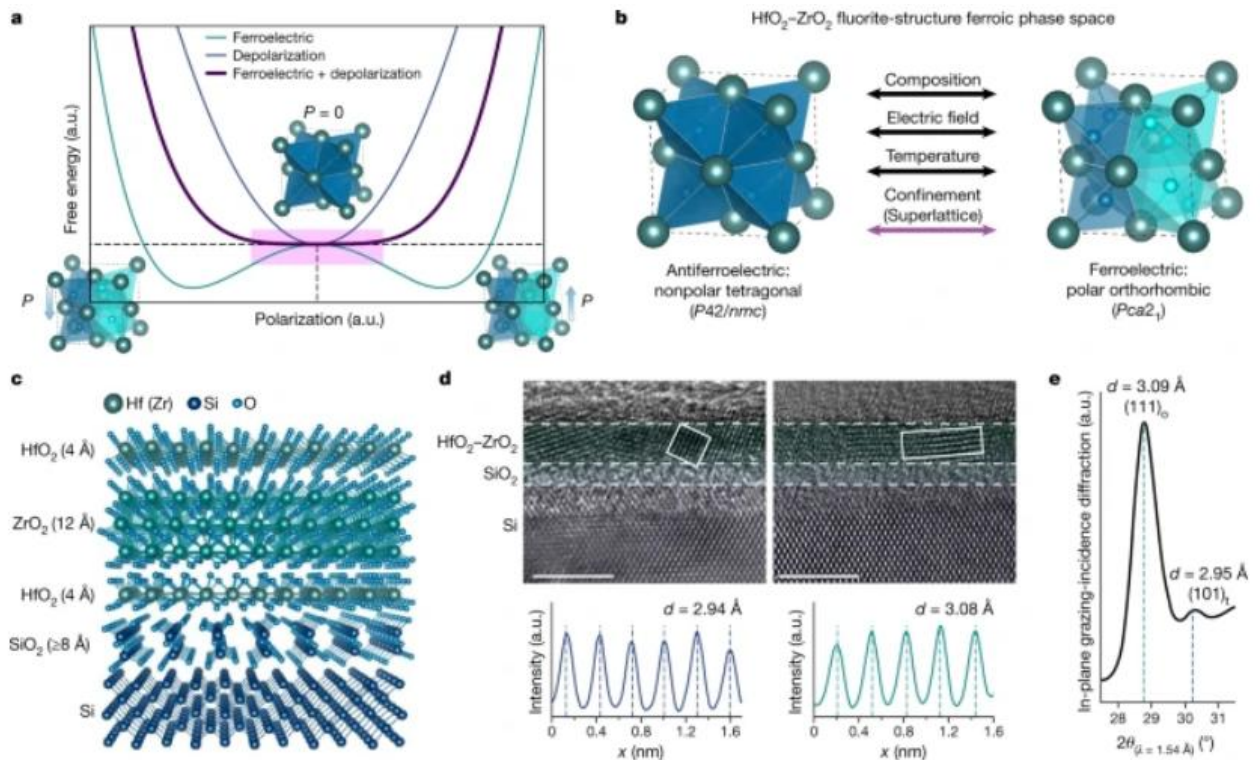 a
Ferroelectric
Depolarization
Ferroelectric + depolarization
P = 0
Free energy (a.u.)
P
P
Polarization (a.u.)
b
HfO₂–ZrO₂ fluorite-structure ferroic phase space
Composition
Electric field
Temperature
Confinement
(Superlattice)
Antiferroelectric:
nonpolar tetragonal
(P42/nmc)
Ferroelectric:
polar orthorhombic
(Pca2₁)
c
Hf (Zr) Si O
HfO₂ (4 Å)
ZrO₂ (12 Å)
HfO₂ (4 Å)
SiO₂ (≥8 Å)
Si
d
HfO₂–ZrO₂
SiO₂
Si
d = 2.94 Å
Intensity (a.u.)
0 0.4 0.8 1.2 1.6
x (nm)
d = 3.08 Å
Intensity (a.u.)
0 0.4 0.8 1.2 1.6
x (nm)
e
d = 3.09 Å
(111)ₒ
d = 2.95 Å
(101)ₜ
In-plane grazing-incidence diffraction (a.u.)
28 29 30 31
2θ(λ = 1.54 Å) (°)